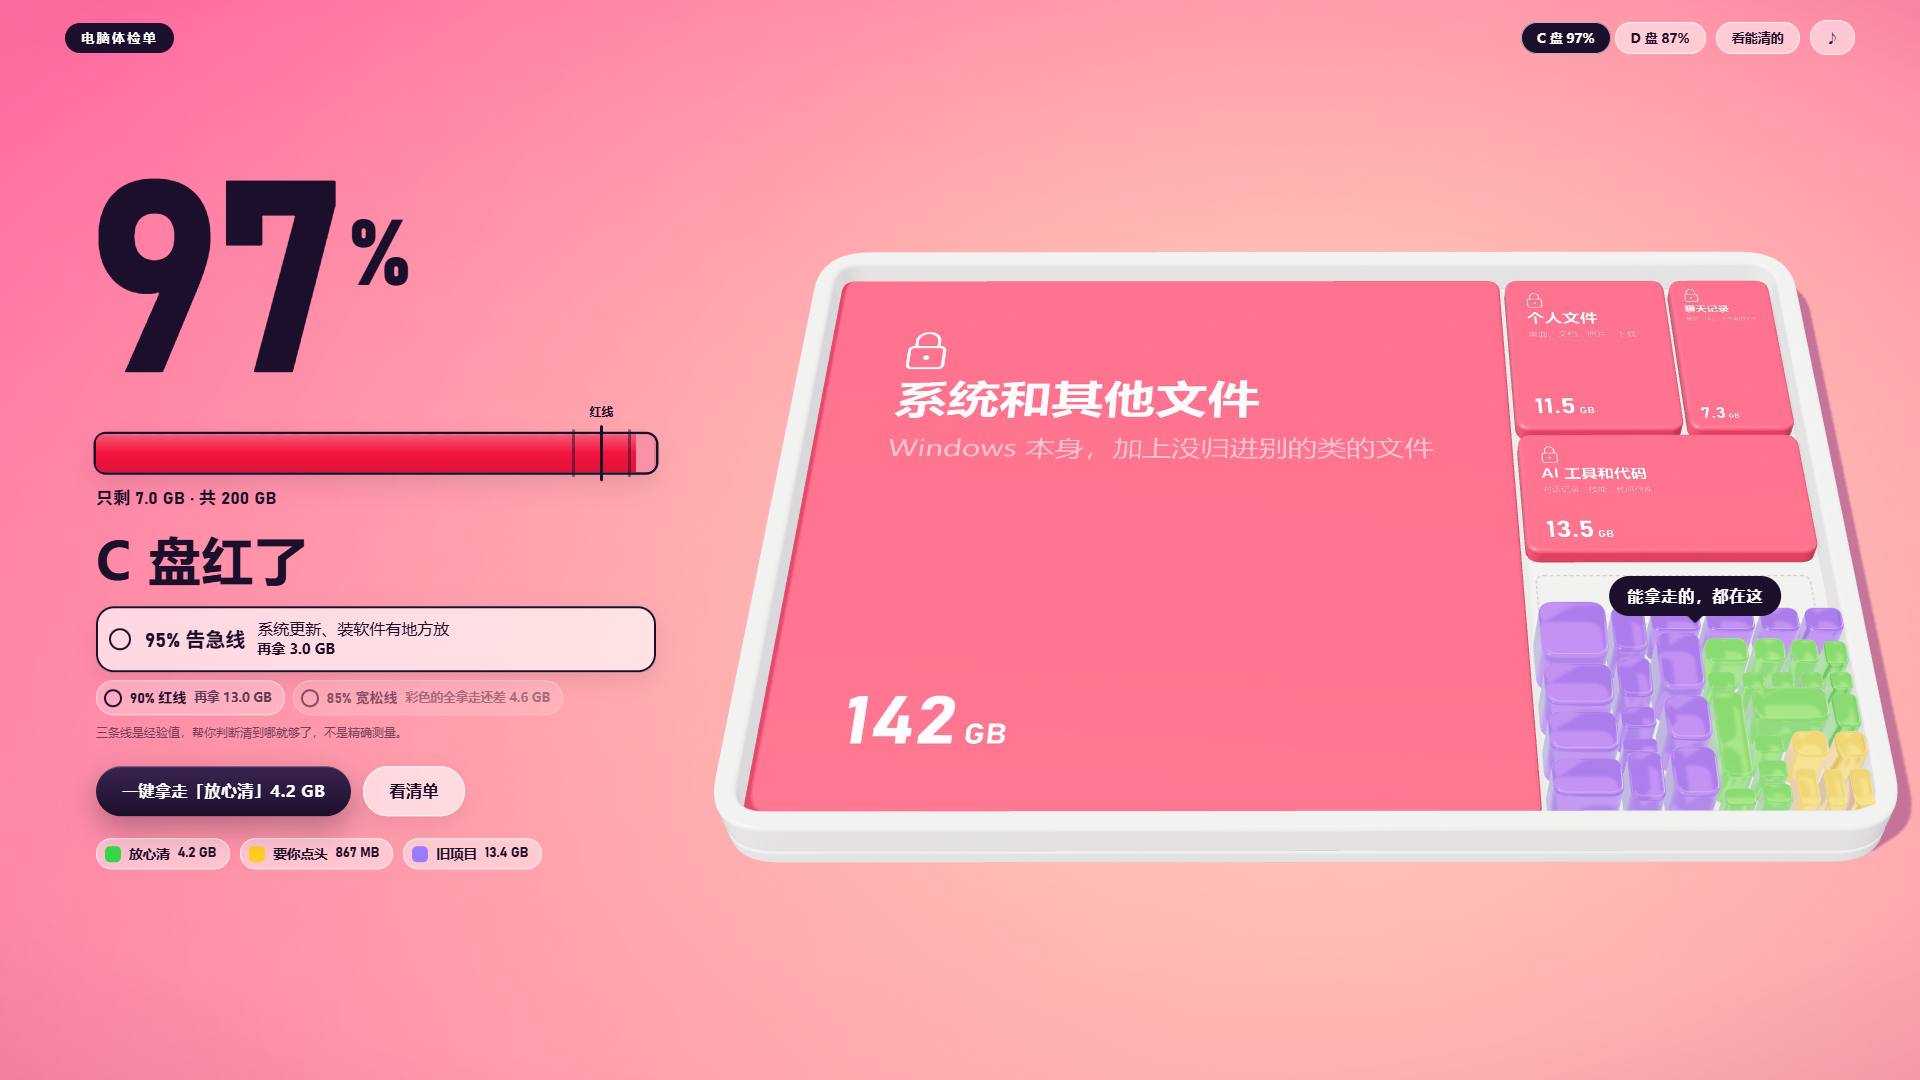 电脑体检单
C 盘 97%
D 盘 87%
看能清的
♪
97%
红线
只剩 7.0 GB · 共 200 GB
C 盘红了
95% 告急线
系统更新、装软件有地方放
再拿 3.0 GB
90% 红线 再拿 13.0 GB
85% 宽松线 彩色的全拿走还差 4.6 GB
三条线是经验值，帮你判断清到哪就够了，不是精确测量。
一键拿走「放心清」4.2 GB
看清单
放心清 4.2 GB
要你点头 867 MB
旧项目 13.4 GB
系统和其他文件
Windows 本身，加上没归进别的类的文件
142 GB
个人文件
桌面、文档、照片、下载
11.5 GB
聊天记录
7.3 GB
AI 工具和代码
13.5 GB
能拿走的，都在这